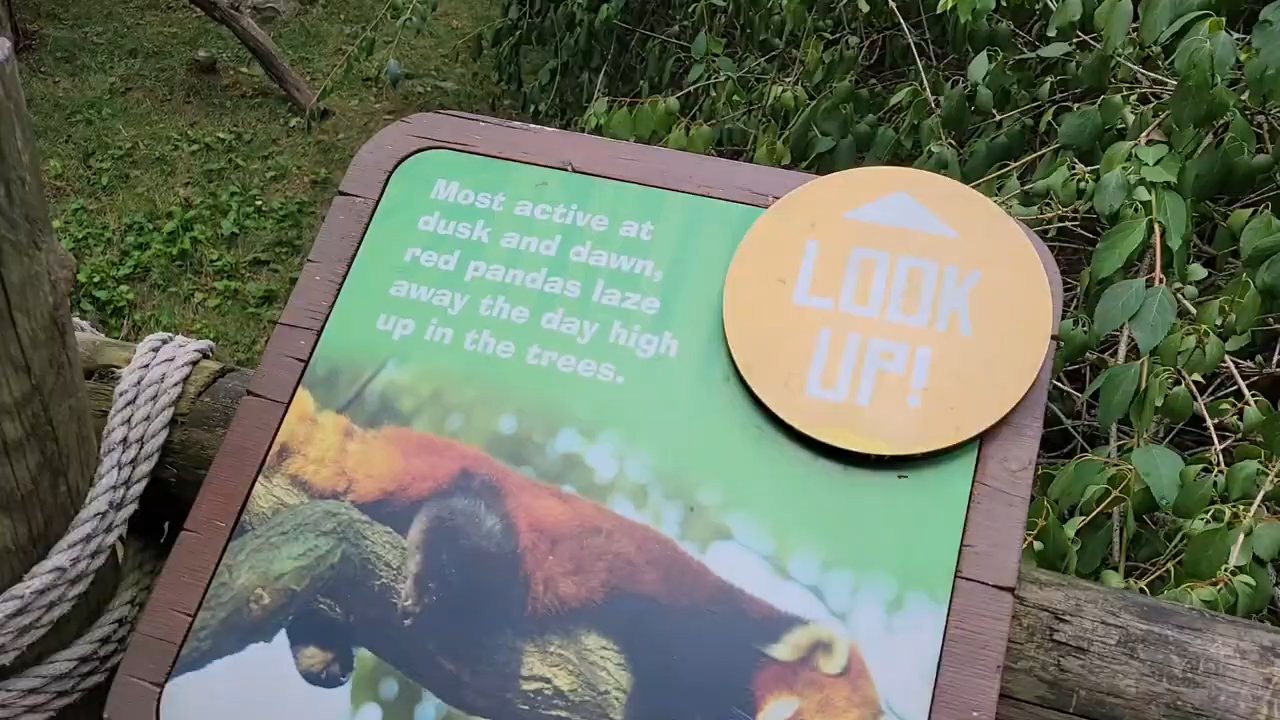 Most active at
dusk and dawn,
red pandas laze
away the day high
up in the trees.
LOOK
UP!